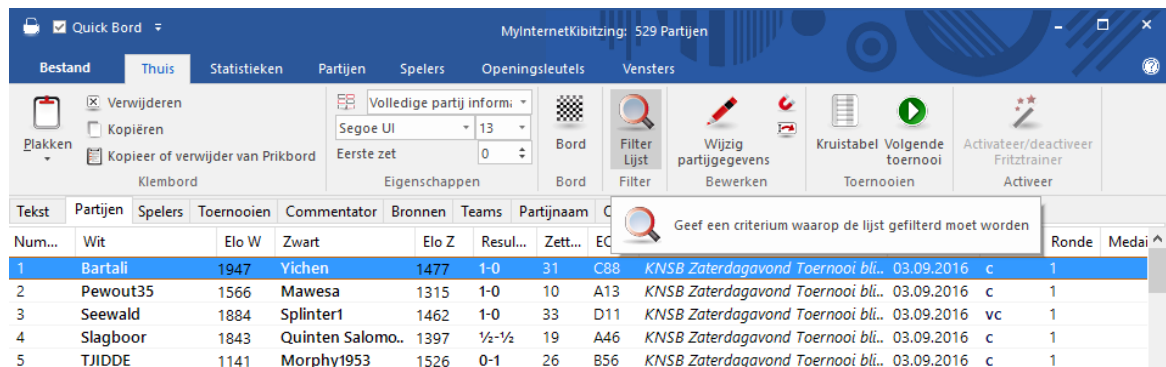 Quick Bord
MyInternetKibitzing: 529 Partijen
Bestand Thuis Statistieken Partijen Spelers Openingsleutels Vensters
Plakken
Verwijderen
Kopiëren
Kopieer of verwijder van Prikbord
Klembord
Volledige partij inform:
Segoe UI 13
Eerste zet 0
Eigenschappen
Bord
Bord
Filter
Lijst
Filter
Wijzig
partijgegevens
Bewerken
Kruistabel Volgende
toernooi
Toernooien
Activateer/deactiveer
Fritztrainer
Activeer
Tekst Partijen Spelers Toernooien Commentator Bronnen Teams Partijnaam
Geef een criterium waarop de lijst gefilterd moet worden
Num... Wit Elo W Zwart Elo Z Resul... Zett... EC Ronde Medai
1 Bartali 1947 Yichen 1477 1-0 31 C88 KNSB Zaterdagavond Toernooi bli.. 03.09.2016 c 1
2 Pewout35 1566 Mawesa 1315 1-0 10 A13 KNSB Zaterdagavond Toernooi bli.. 03.09.2016 c 1
3 Seewald 1884 Splinter1 1462 1-0 33 D11 KNSB Zaterdagavond Toernooi bli.. 03.09.2016 vc 1
4 Slagboor 1843 Quinten Salomo.. 1397 ½-½ 19 A46 KNSB Zaterdagavond Toernooi bli.. 03.09.2016 c 1
5 TJIDDE 1141 Morphy1953 1526 0-1 26 B56 KNSB Zaterdagavond Toernooi bli.. 03.09.2016 c 1